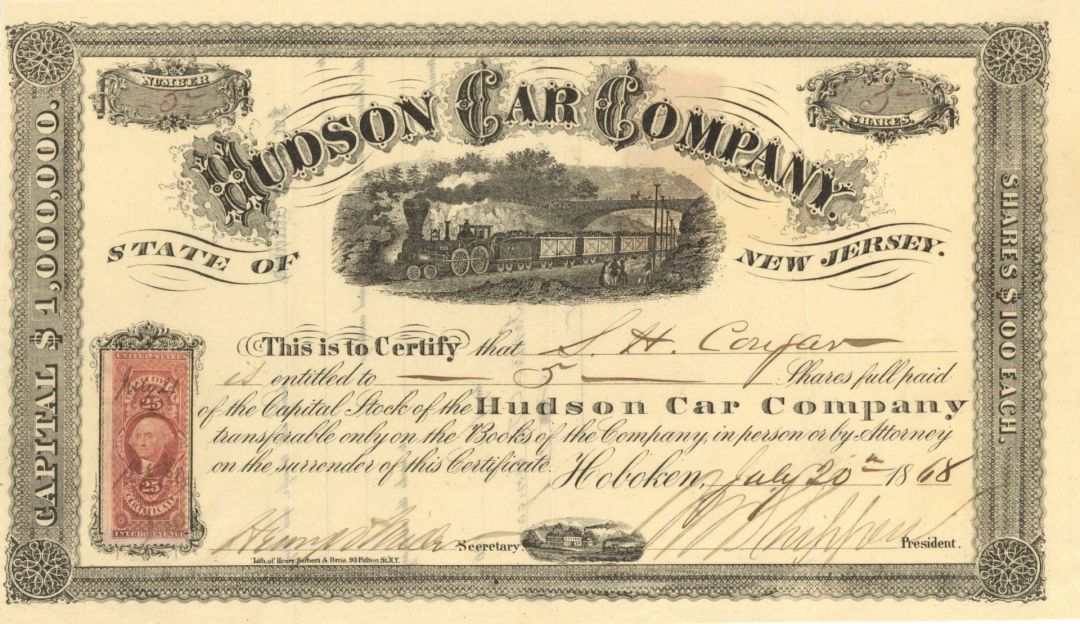 NUMBER
5
HUDSON CAR COMPANY.
5
SHARES.
STATE OF
NEW JERSEY.
CAPITAL $ 1,000,000.
SHARES $ 100 EACH.
This is to Certify that S. H. Conger
is entitled to 5 Shares full paid
of the Capital Stock of the Hudson Car Company
transferable only on the Books of the Company, in person or by Attorney
on the surrender of this Certificate.
Hoboken, July 20th 1868
UNITED STATES
25
25
CERTIFICATE
INTER REVENUE
Secretary.
President.
Lith. of Henry Seibert & Bros. 93 Fulton St. N.Y.